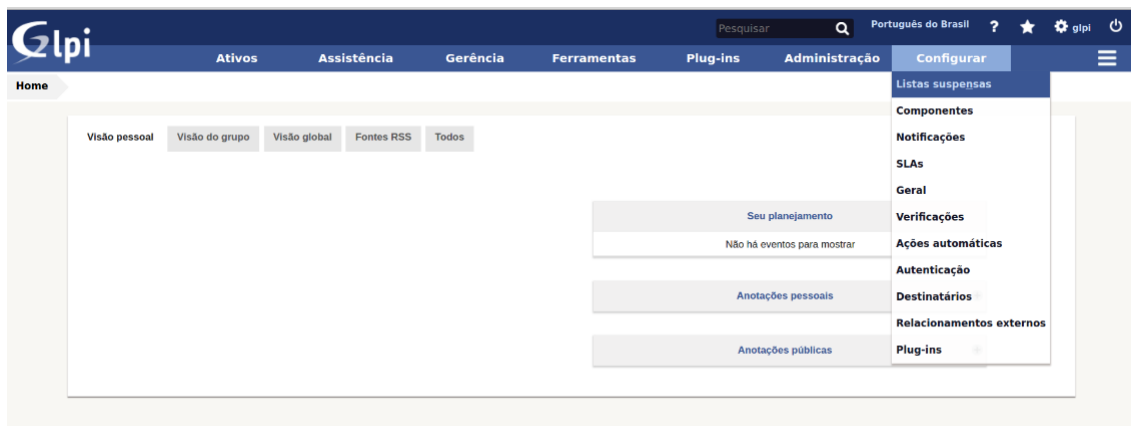 Glpi
Pesquisar
Português do Brasil ? glpi
Ativos Assistência Gerência Ferramentas Plug-ins Administração Configurar
Home
Listas suspensas
Componentes
Notificações
SLAs
Geral
Verificações
Ações automáticas
Autenticação
Destinatários
Relacionamentos externos
Plug-ins
Visão pessoal Visão do grupo Visão global Fontes RSS Todos
Seu planejamento
Não há eventos para mostrar
Anotações pessoais
Anotações públicas